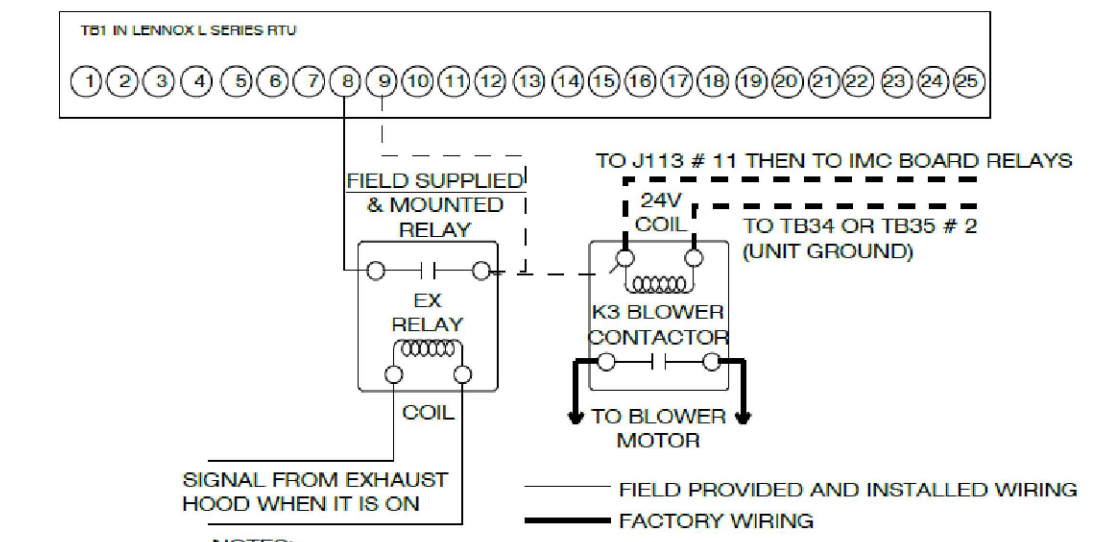 TB1 IN LENNOX L SERIES RTU
1 2 3 4 5 6 7 8 9 10 11 12 13 14 15 16 17 18 19 20 21 22 23 24 25
TO J113 # 11 THEN TO IMC BOARD RELAYS
FIELD SUPPLIED
& MOUNTED
RELAY
24V
COIL
TO TB34 OR TB35 # 2
(UNIT GROUND)
EX
RELAY
COIL
K3 BLOWER
CONTACTOR
TO BLOWER
MOTOR
SIGNAL FROM EXHAUST
HOOD WHEN IT IS ON
FIELD PROVIDED AND INSTALLED WIRING
FACTORY WIRING